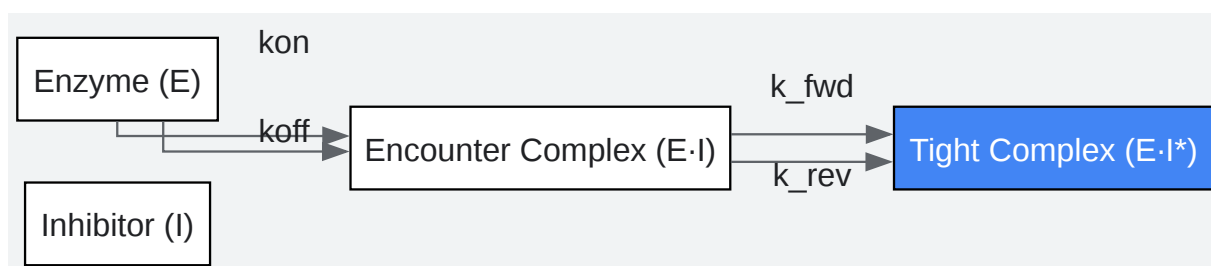 kon
Enzyme (E)
koff
Encounter Complex (E·I)
k_fwd
k_rev
Tight Complex (E·I*)
Inhibitor (I)